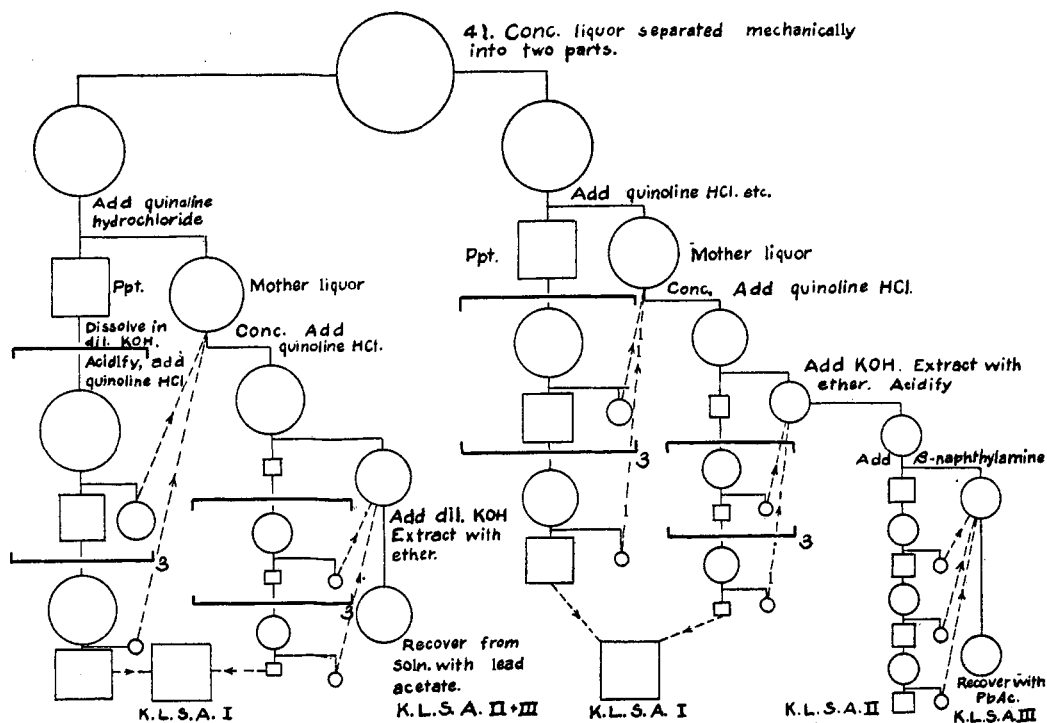 41. Conc. liquor separated mechanically
into two parts.
Add quinoline
hydrochloride
Ppt.
Mother liquor
Dissolve in
dil. KOH.
Acidify, add
quinoline HCl
Conc. Add
quinoline HCl.
3
Add dil. KOH
Extract with
ether.
3
Recover from
soln. with lead
acetate.
K.L.S.A. I
K.L.S.A. II+III
Add quinoline HCl. etc.
Ppt.
Mother liquor
Conc. Add quinoline HCl.
3
Add KOH. Extract with
ether. Acidify
3
Add β-naphthylamine
Recover with
PbAc.
K.L.S.A. I
K.L.S.A. II
K.L.S.A. III